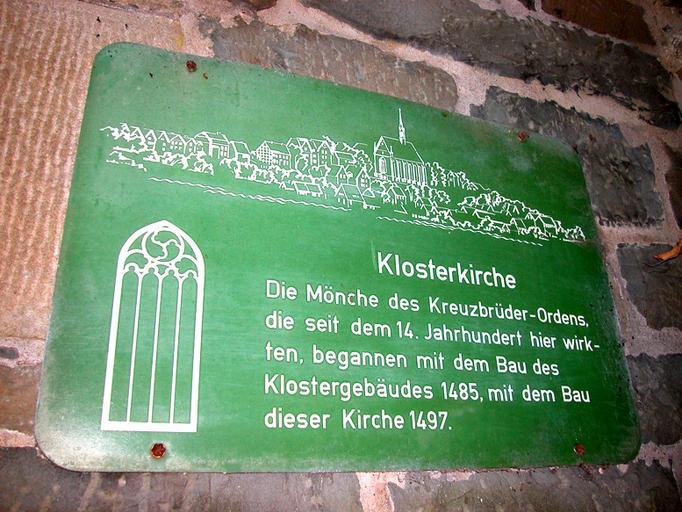 Klosterkirche
Die Mönche des Kreuzbrüder-Ordens,
die seit dem 14. Jahrhundert hier wirk-
ten, begannen mit dem Bau des
Klostergebäudes 1485, mit dem Bau
dieser Kirche 1497.